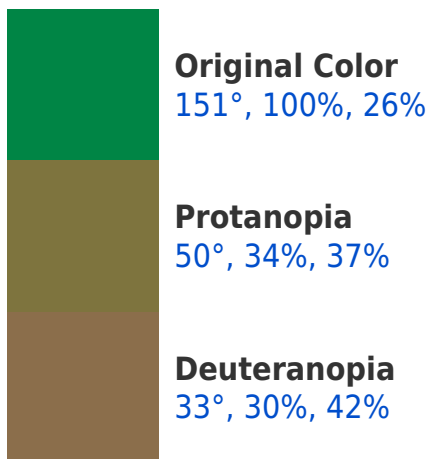 Original Color
151°, 100%, 26%
Protanopia
50°, 34%, 37%
Deuteranopia
33°, 30%, 42%